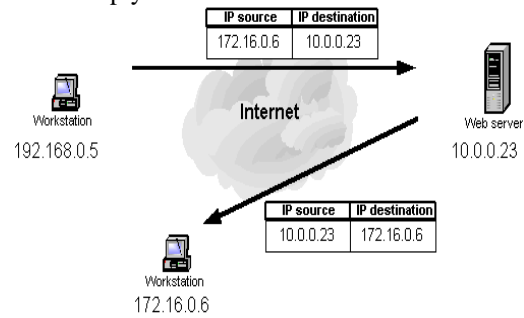 IP source IP destination
172.16.0.6 10.0.0.23
Internet
Workstation
192.168.0.5
Web server
10.0.0.23
IP source IP destination
10.0.0.23 172.16.0.6
Workstation
172.16.0.6